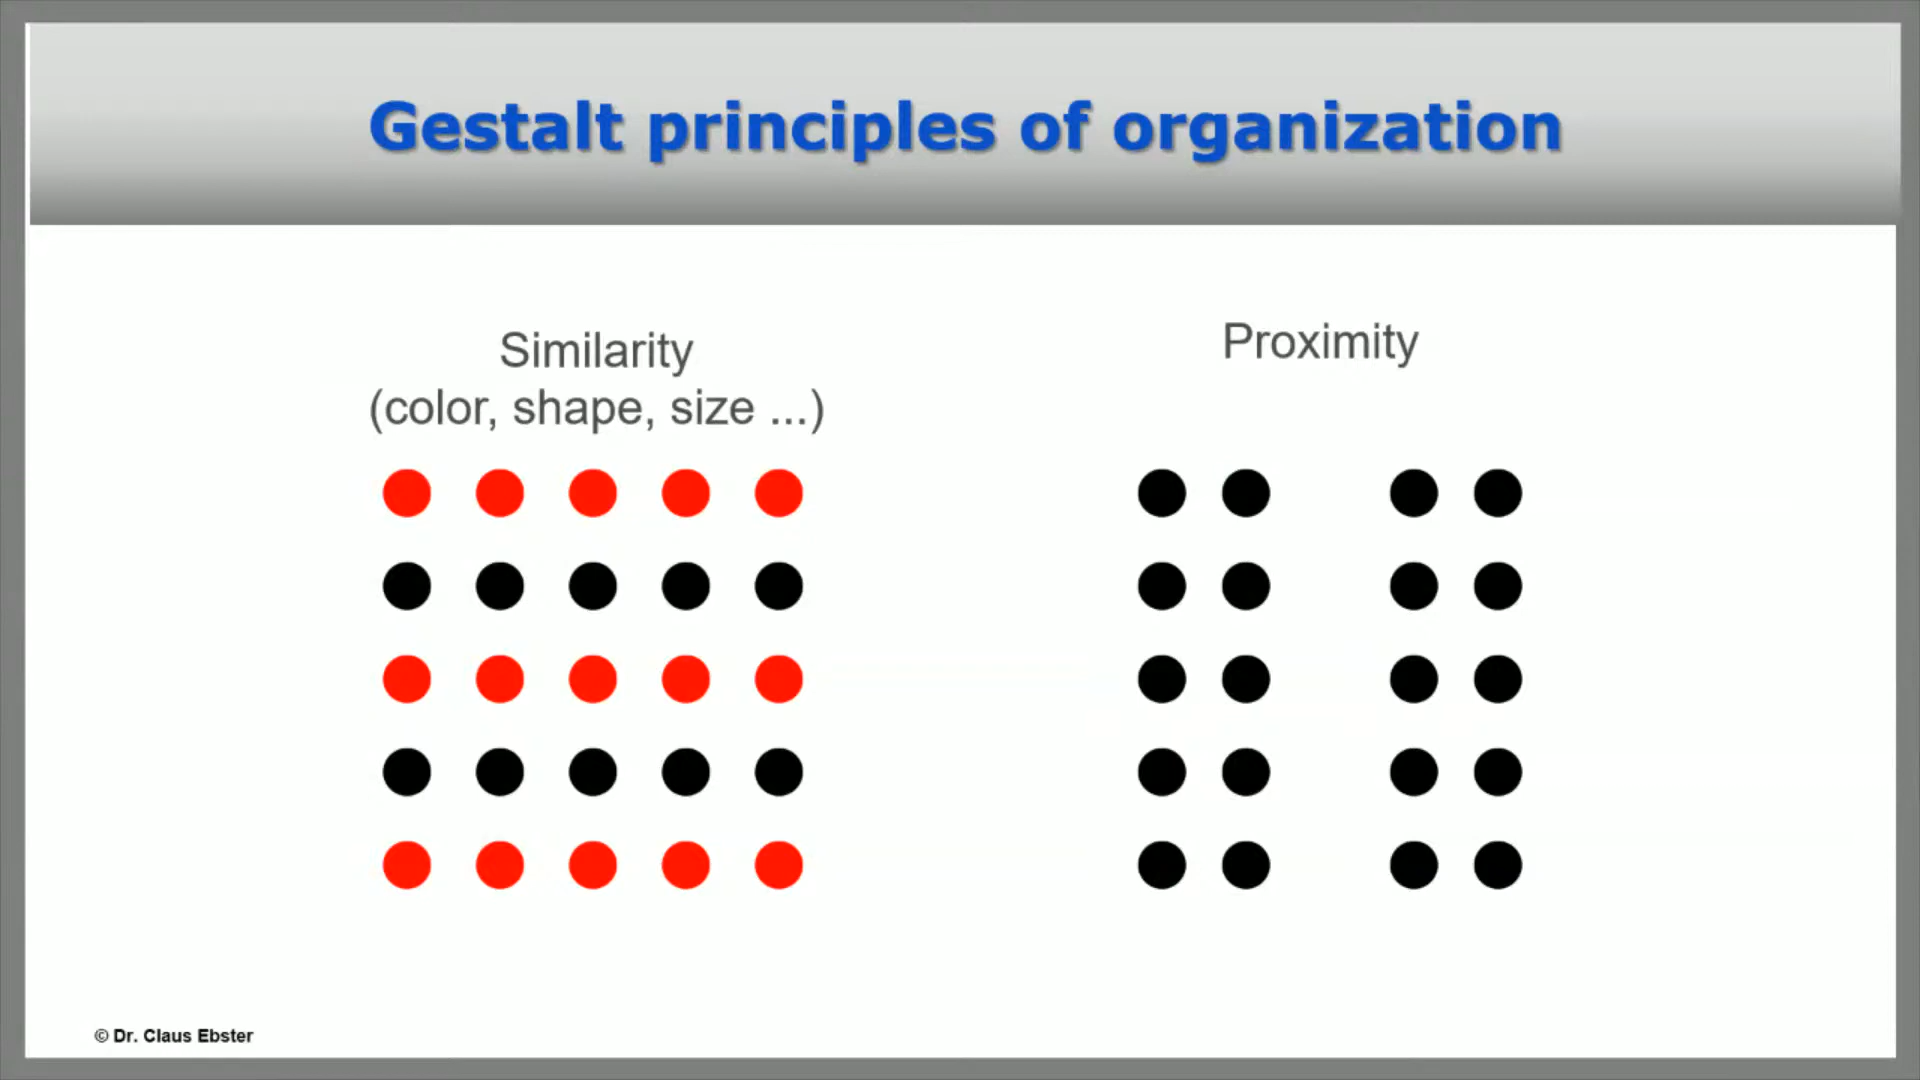 Gestalt principles of organization
Similarity
(color, shape, size ...)
Proximity
© Dr. Claus Ebster